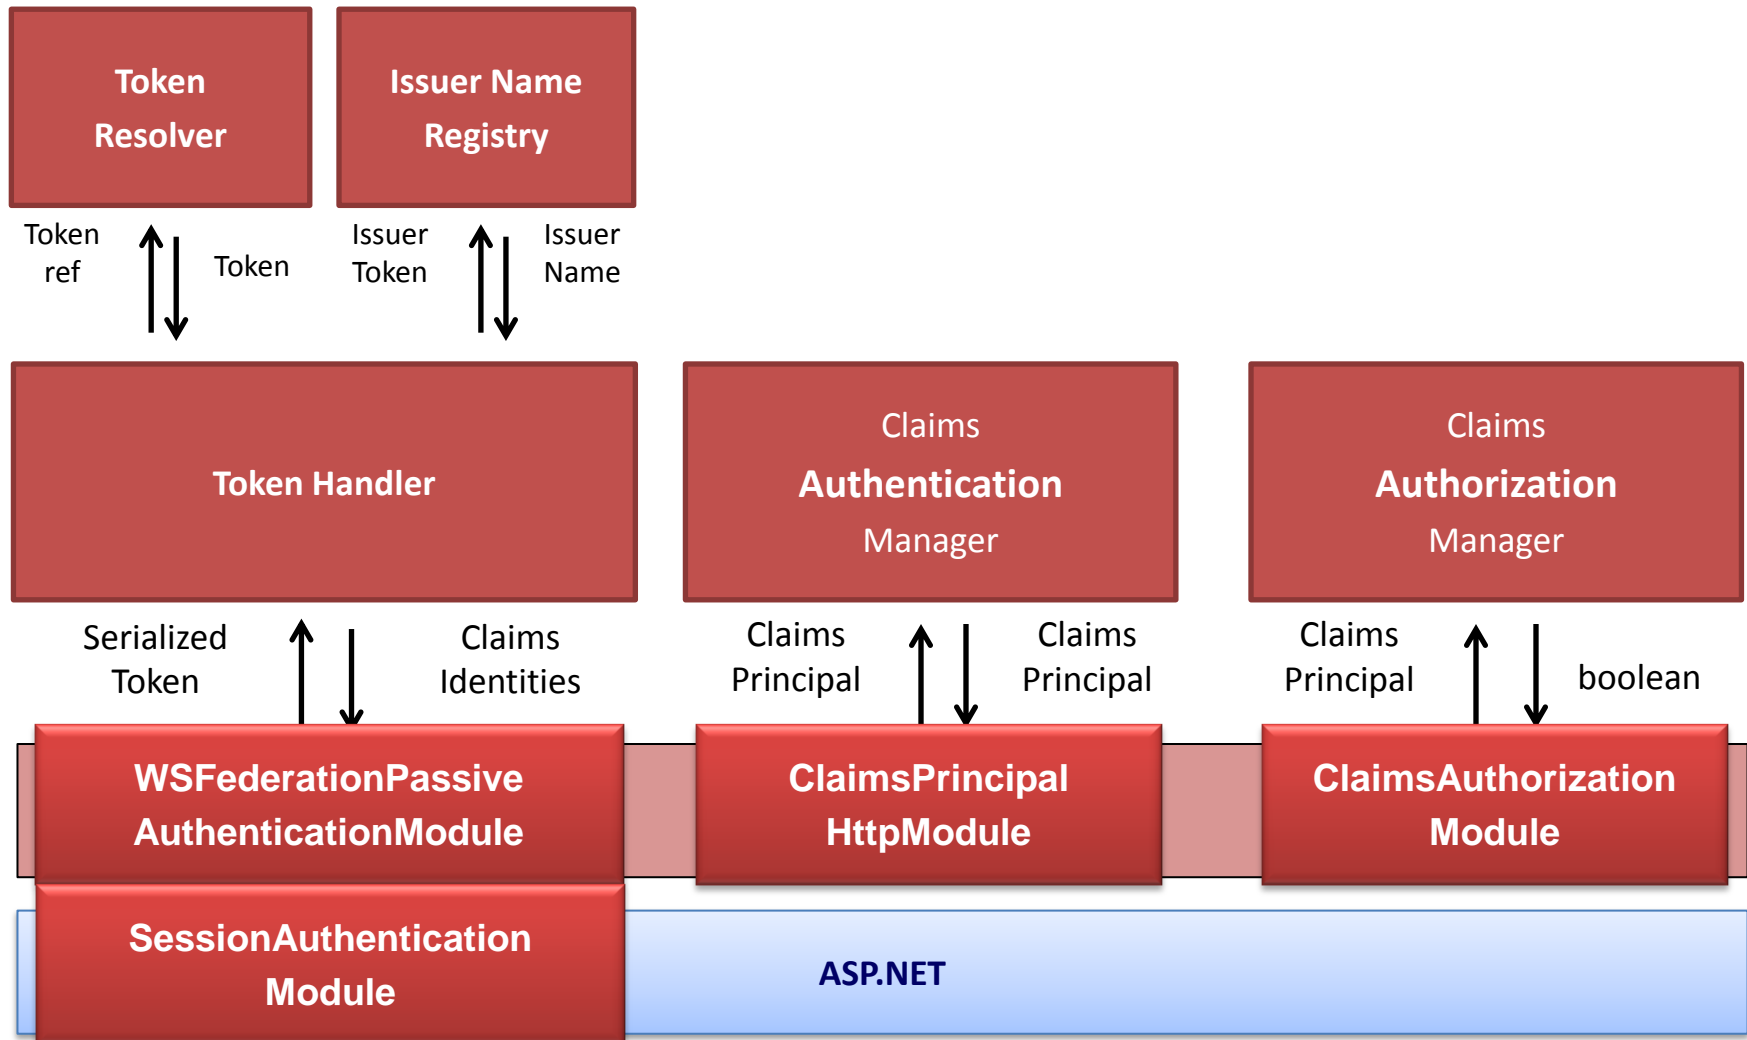 Token
Resolver
Issuer Name
Registry
Token
ref
Token
Issuer
Token
Issuer
Name
Token Handler
Claims
Authentication
Manager
Claims
Authorization
Manager
Serialized
Token
Claims
Identities
Claims
Principal
Claims
Principal
Claims
Principal
boolean
WSFederationPassive
AuthenticationModule
ClaimsPrincipal
HttpModule
ClaimsAuthorization
Module
SessionAuthentication
Module
ASP.NET